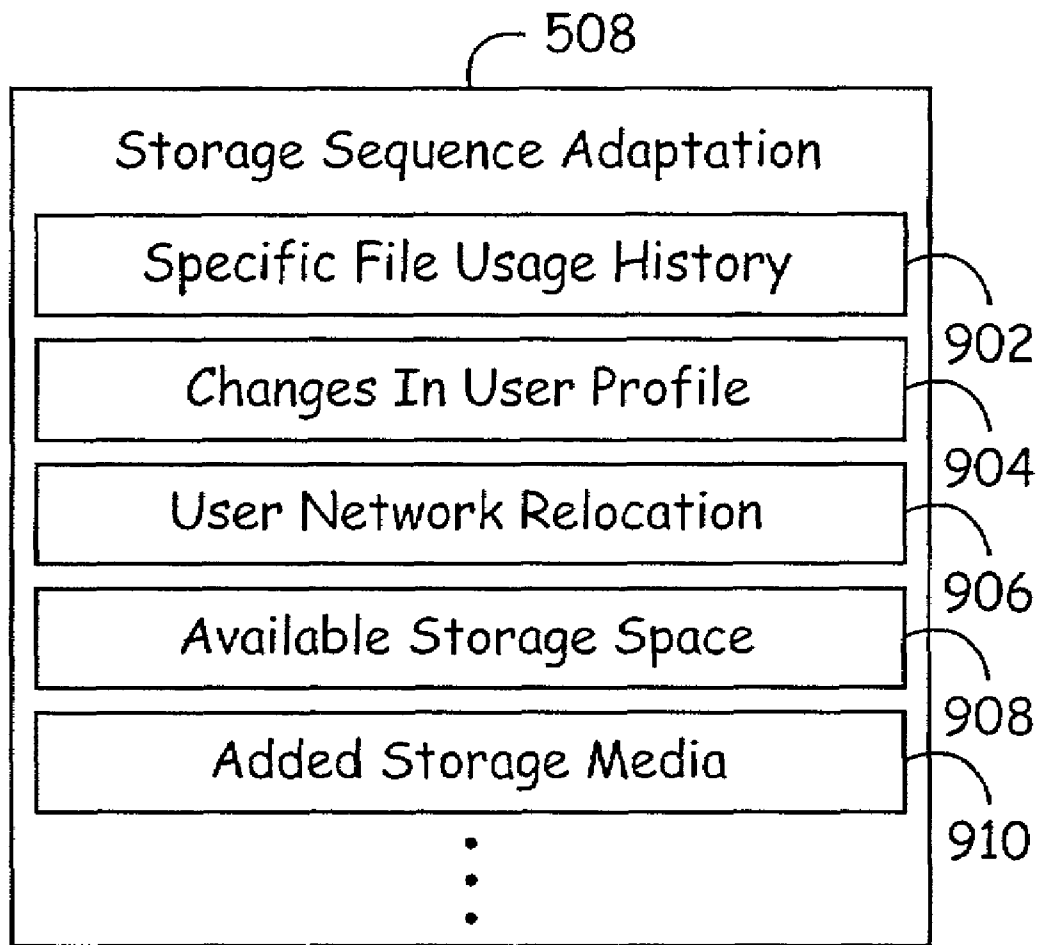 508
Storage Sequence Adaptation
Specific File Usage History
902
Changes In User Profile
904
User Network Relocation
906
Available Storage Space
908
Added Storage Media
910